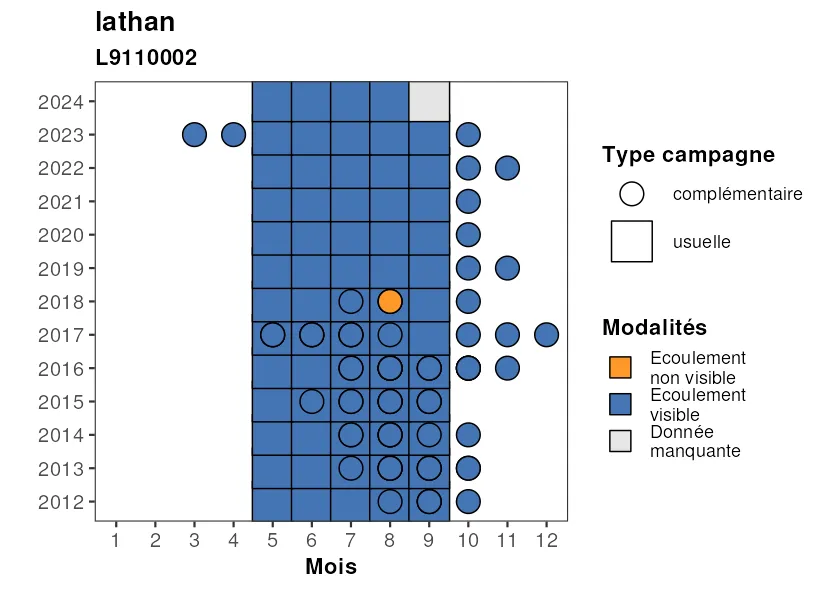 lathan
L9110002
2024
2023
2022
2021
2020
2019
2018
2017
2016
2015
2014
2013
2012
1 2 3 4 5 6 7 8 9 10 11 12
Mois
Type campagne
complémentaire
usuelle
Modalités
Ecoulement
non visible
Ecoulement
visible
Donnée
manquante